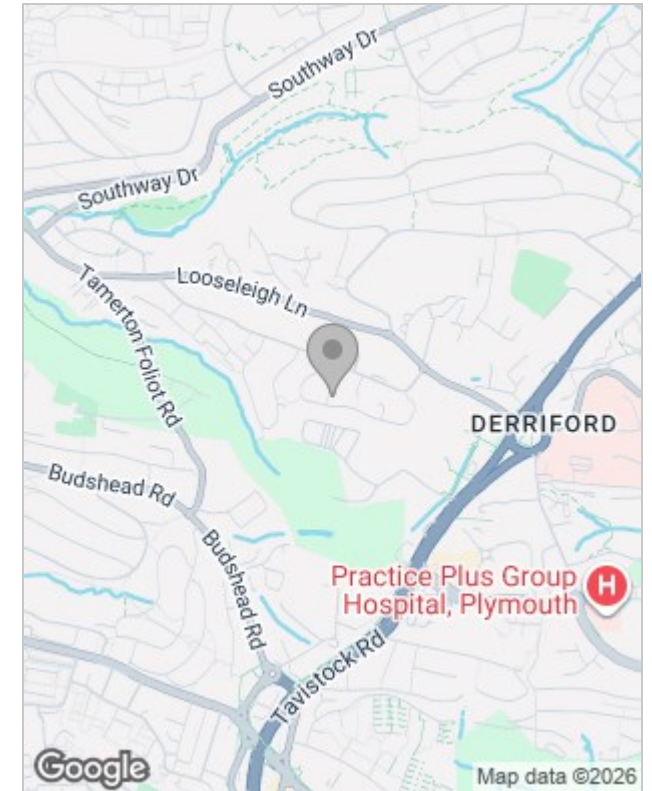 Southway Dr
Southway Dr
Looseleigh Ln
Tamerton Foliot Rd
DERRIFORD
Budshead Rd
Budshead Rd
Practice Plus Group
Hospital, Plymouth
H
Tavistock Rd
Google
Map data ©2026